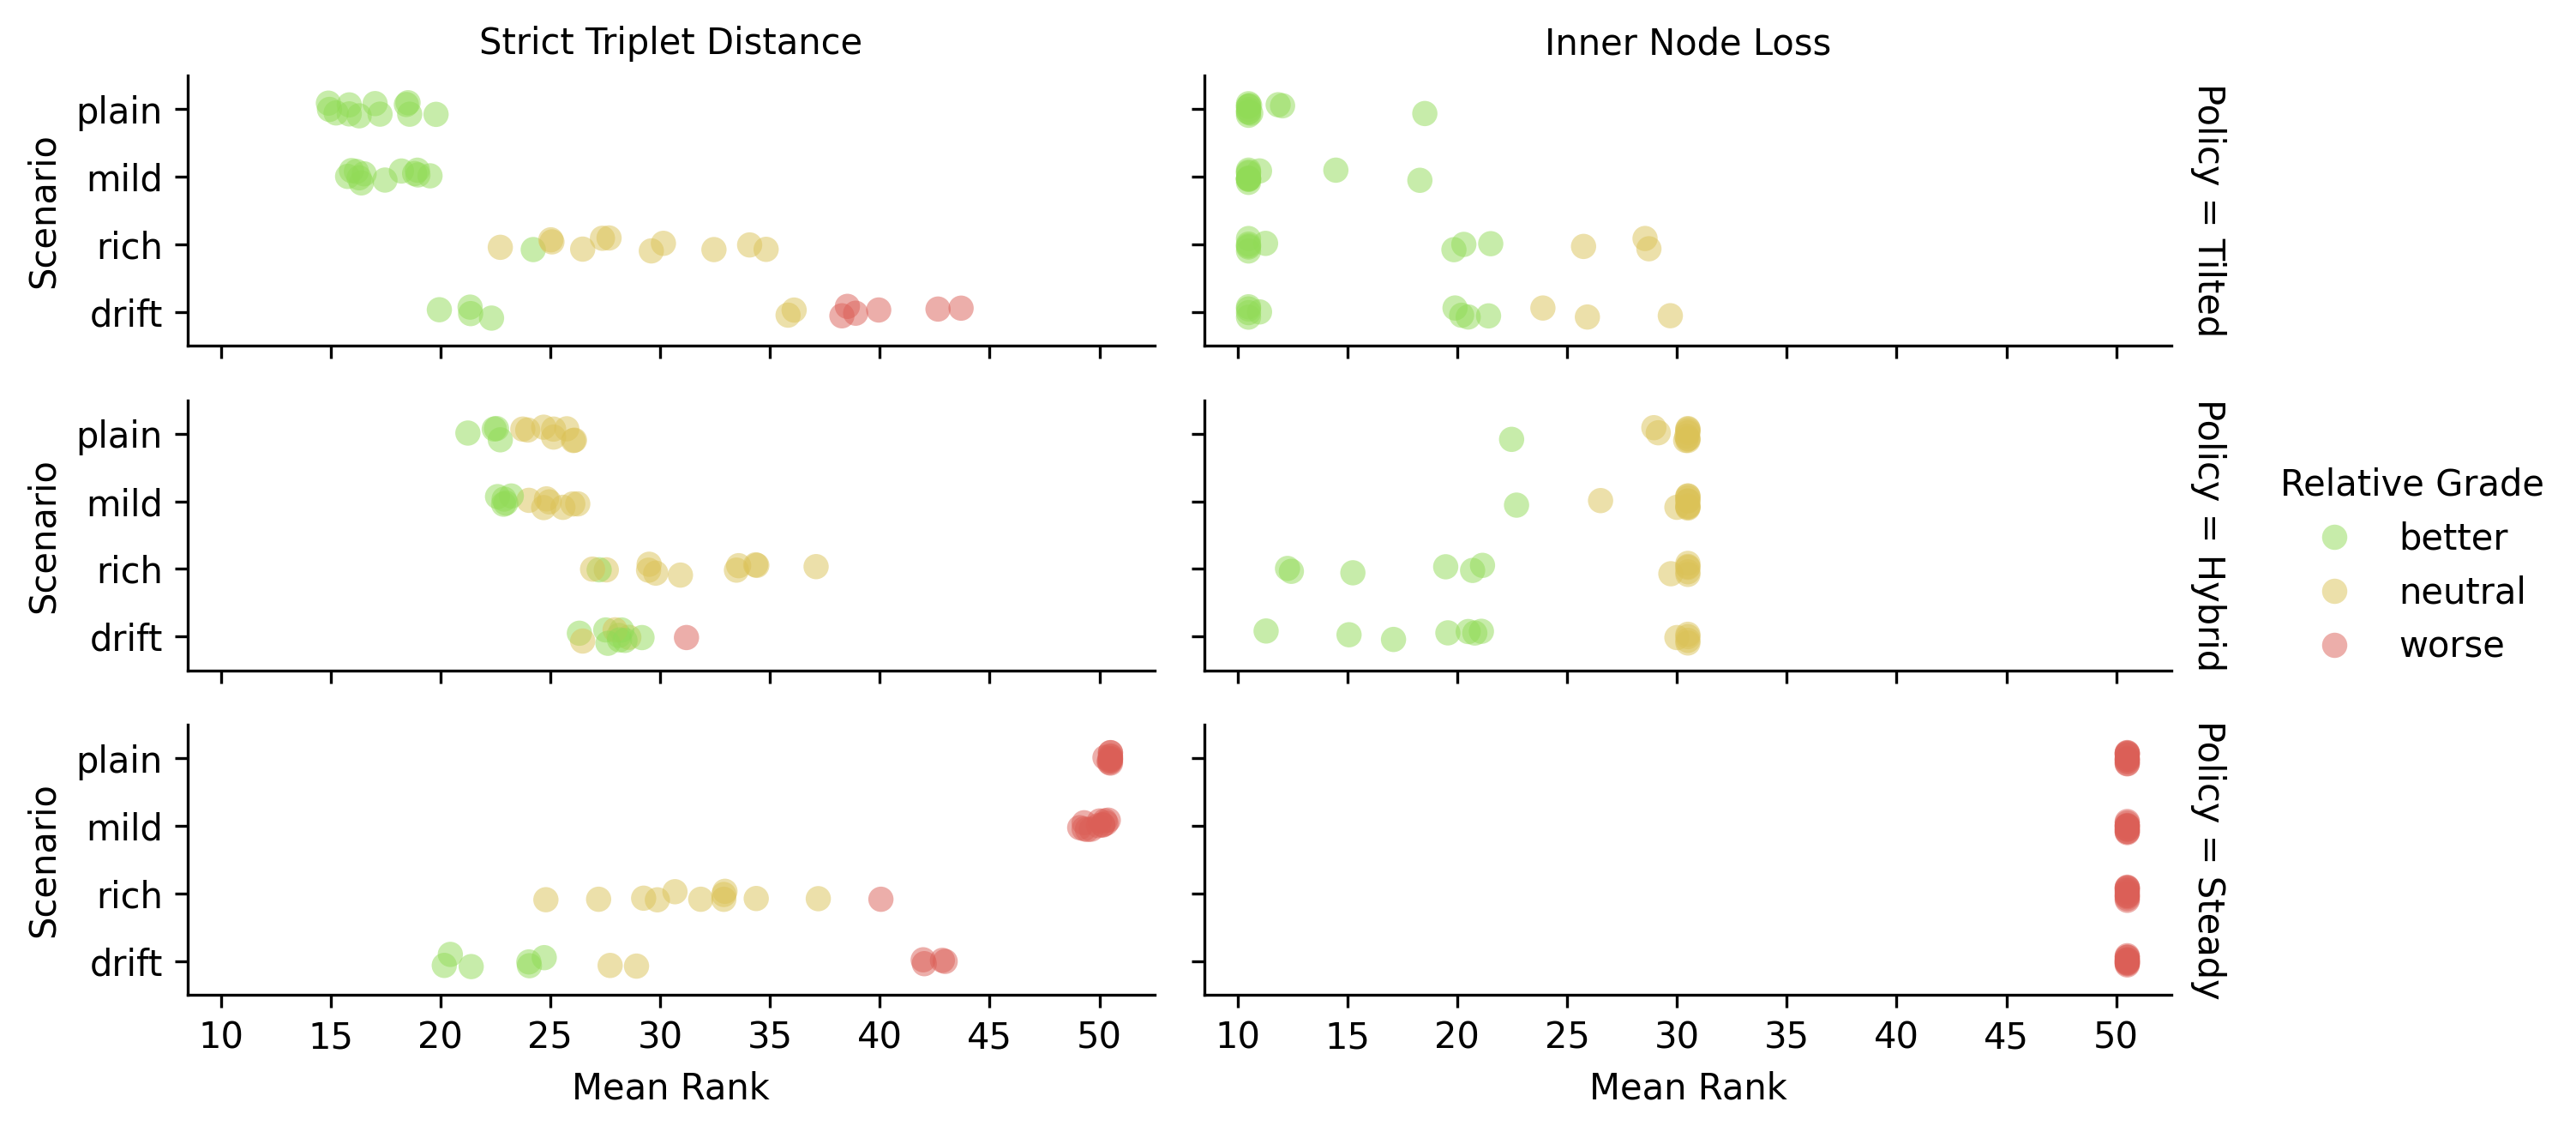 Strict Triplet Distance
Inner Node Loss
Scenario
plain
mild
rich
drift
Policy = Tilted
Scenario
plain
mild
rich
drift
Policy = Hybrid
Scenario
plain
mild
rich
drift
Policy = Steady
10 15 20 25 30 35 40 45 50
10 15 20 25 30 35 40 45 50
Mean Rank
Mean Rank
Relative Grade
better
neutral
worse